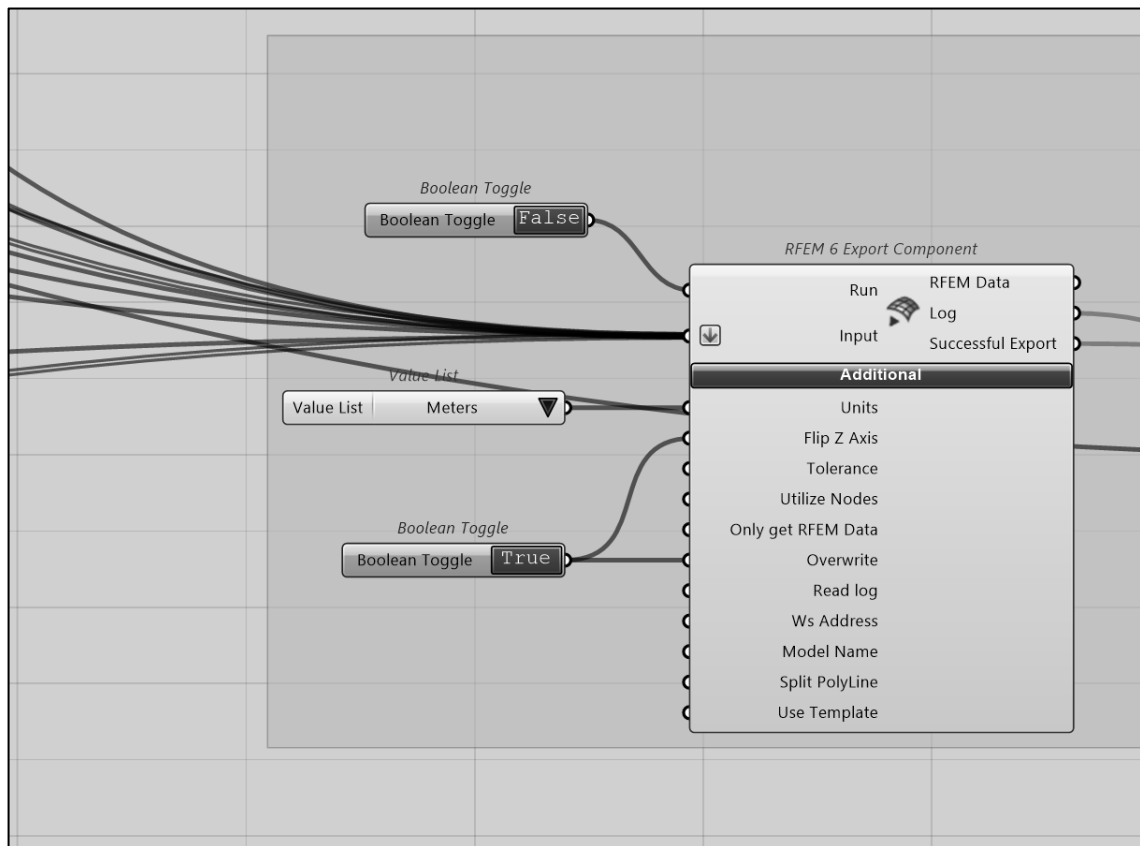 Boolean Toggle
Boolean Toggle False
RFEM 6 Export Component
Run
Input
RFEM Data
Log
Successful Export
Additional
Value List
Value List Meters
Units
Flip Z Axis
Tolerance
Utilize Nodes
Only get RFEM Data
Boolean Toggle
Boolean Toggle True
Overwrite
Read log
Ws Address
Model Name
Split PolyLine
Use Template